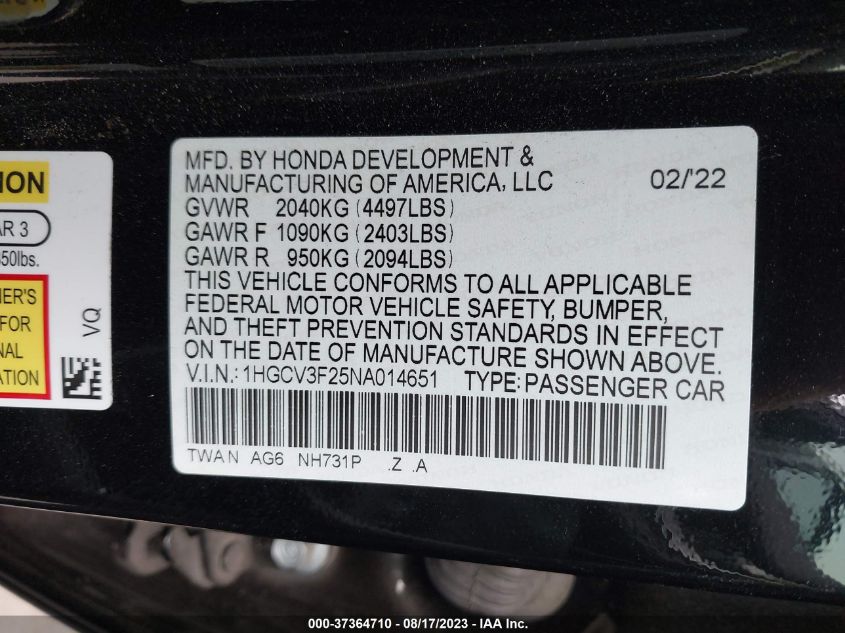 MFD. BY HONDA DEVELOPMENT &
MANUFACTURING OF AMERICA, LLC 02/'22
GVWR 2040KG (4497LBS)
GAWR F 1090KG (2403LBS)
GAWR R 950KG (2094LBS)
THIS VEHICLE CONFORMS TO ALL APPLICABLE
FEDERAL MOTOR VEHICLE SAFETY, BUMPER,
AND THEFT PREVENTION STANDARDS IN EFFECT
ON THE DATE OF MANUFACTURE SHOWN ABOVE.
V.I.N.: 1HGCV3F25NA014651 TYPE: PASSENGER CAR
TWA N AG6 NH731P .Z .A
ION
AR 3
50lbs.
ER'S
FOR
NAL
ATION
VQ
000-37364710 - 08/17/2023 - IAA Inc.